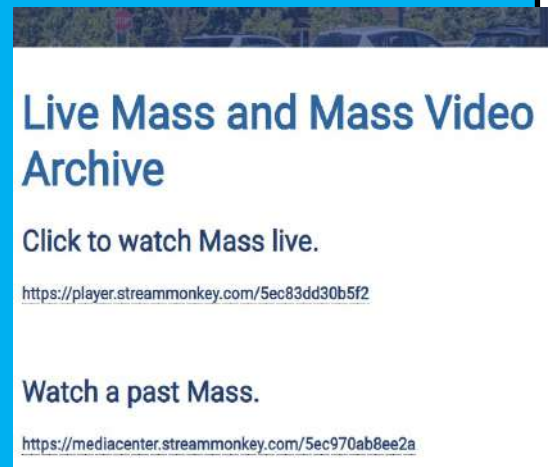 Live Mass and Mass Video
Archive
Click to watch Mass live.
https://player.streammonkey.com/5ec83dd30b5f2
Watch a past Mass.
https://mediacenter.streammonkey.com/5ec970ab8ee2a